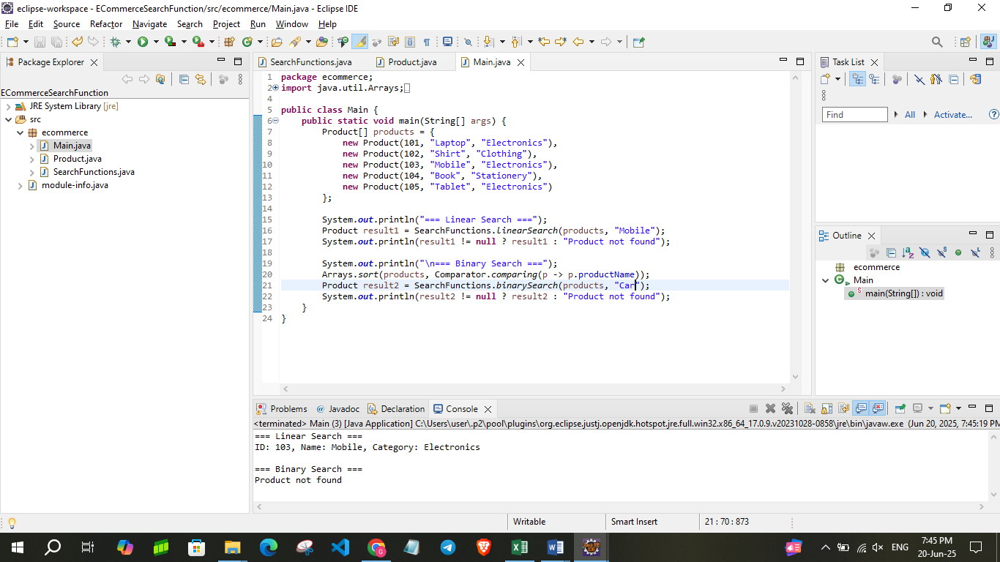 eclipse-workspace - ECommerceSearchFunction/src/ecommerce/Main.java - Eclipse IDE
File Edit Source Refactor Navigate Search Project Run Window Help
Package Explorer
ECommerceSearchFunction
JRE System Library [jre]
src
ecommerce
Main.java
Product.java
SearchFunctions.java
module-info.java
SearchFunctions.java Product.java Main.java
1 package ecommerce;
2 import java.util.Arrays;
4
5 public class Main {
6 public static void main(String[] args) {
7 Product[] products = {
8 new Product(101, "Laptop", "Electronics"),
9 new Product(102, "Shirt", "Clothing"),
10 new Product(103, "Mobile", "Electronics"),
11 new Product(104, "Book", "Stationery"),
12 new Product(105, "Tablet", "Electronics")
13 };
14
15 System.out.println("=== Linear Search ===");
16 Product result1 = SearchFunctions.linearSearch(products, "Mobile");
17 System.out.println(result1 != null ? result1 : "Product not found");
18
19 System.out.println("\n=== Binary Search ===");
20 Arrays.sort(products, Comparator.comparing(p -> p.productName));
21 Product result2 = SearchFunctions.binarySearch(products, "Car");
22 System.out.println(result2 != null ? result2 : "Product not found");
23 }
24 }
Task List
Find All Activate...
Outline
ecommerce
Main
main(String[]) : void
Problems @ Javadoc Declaration Console
<terminated> Main (3) [Java Application] C:\Users\user\.p2\pool\plugins\org.eclipse.justj.openjdk.hotspot.jre.full.win32.x86_64_17.0.9.v20231028-0858\jre\bin\javaw.exe (Jun 20, 2025, 7:45:19 PM
=== Linear Search ===
ID: 103, Name: Mobile, Category: Electronics
=== Binary Search ===
Product not found
Writable Smart Insert 21 : 70 : 873
ENG
7:45 PM
20-Jun-25